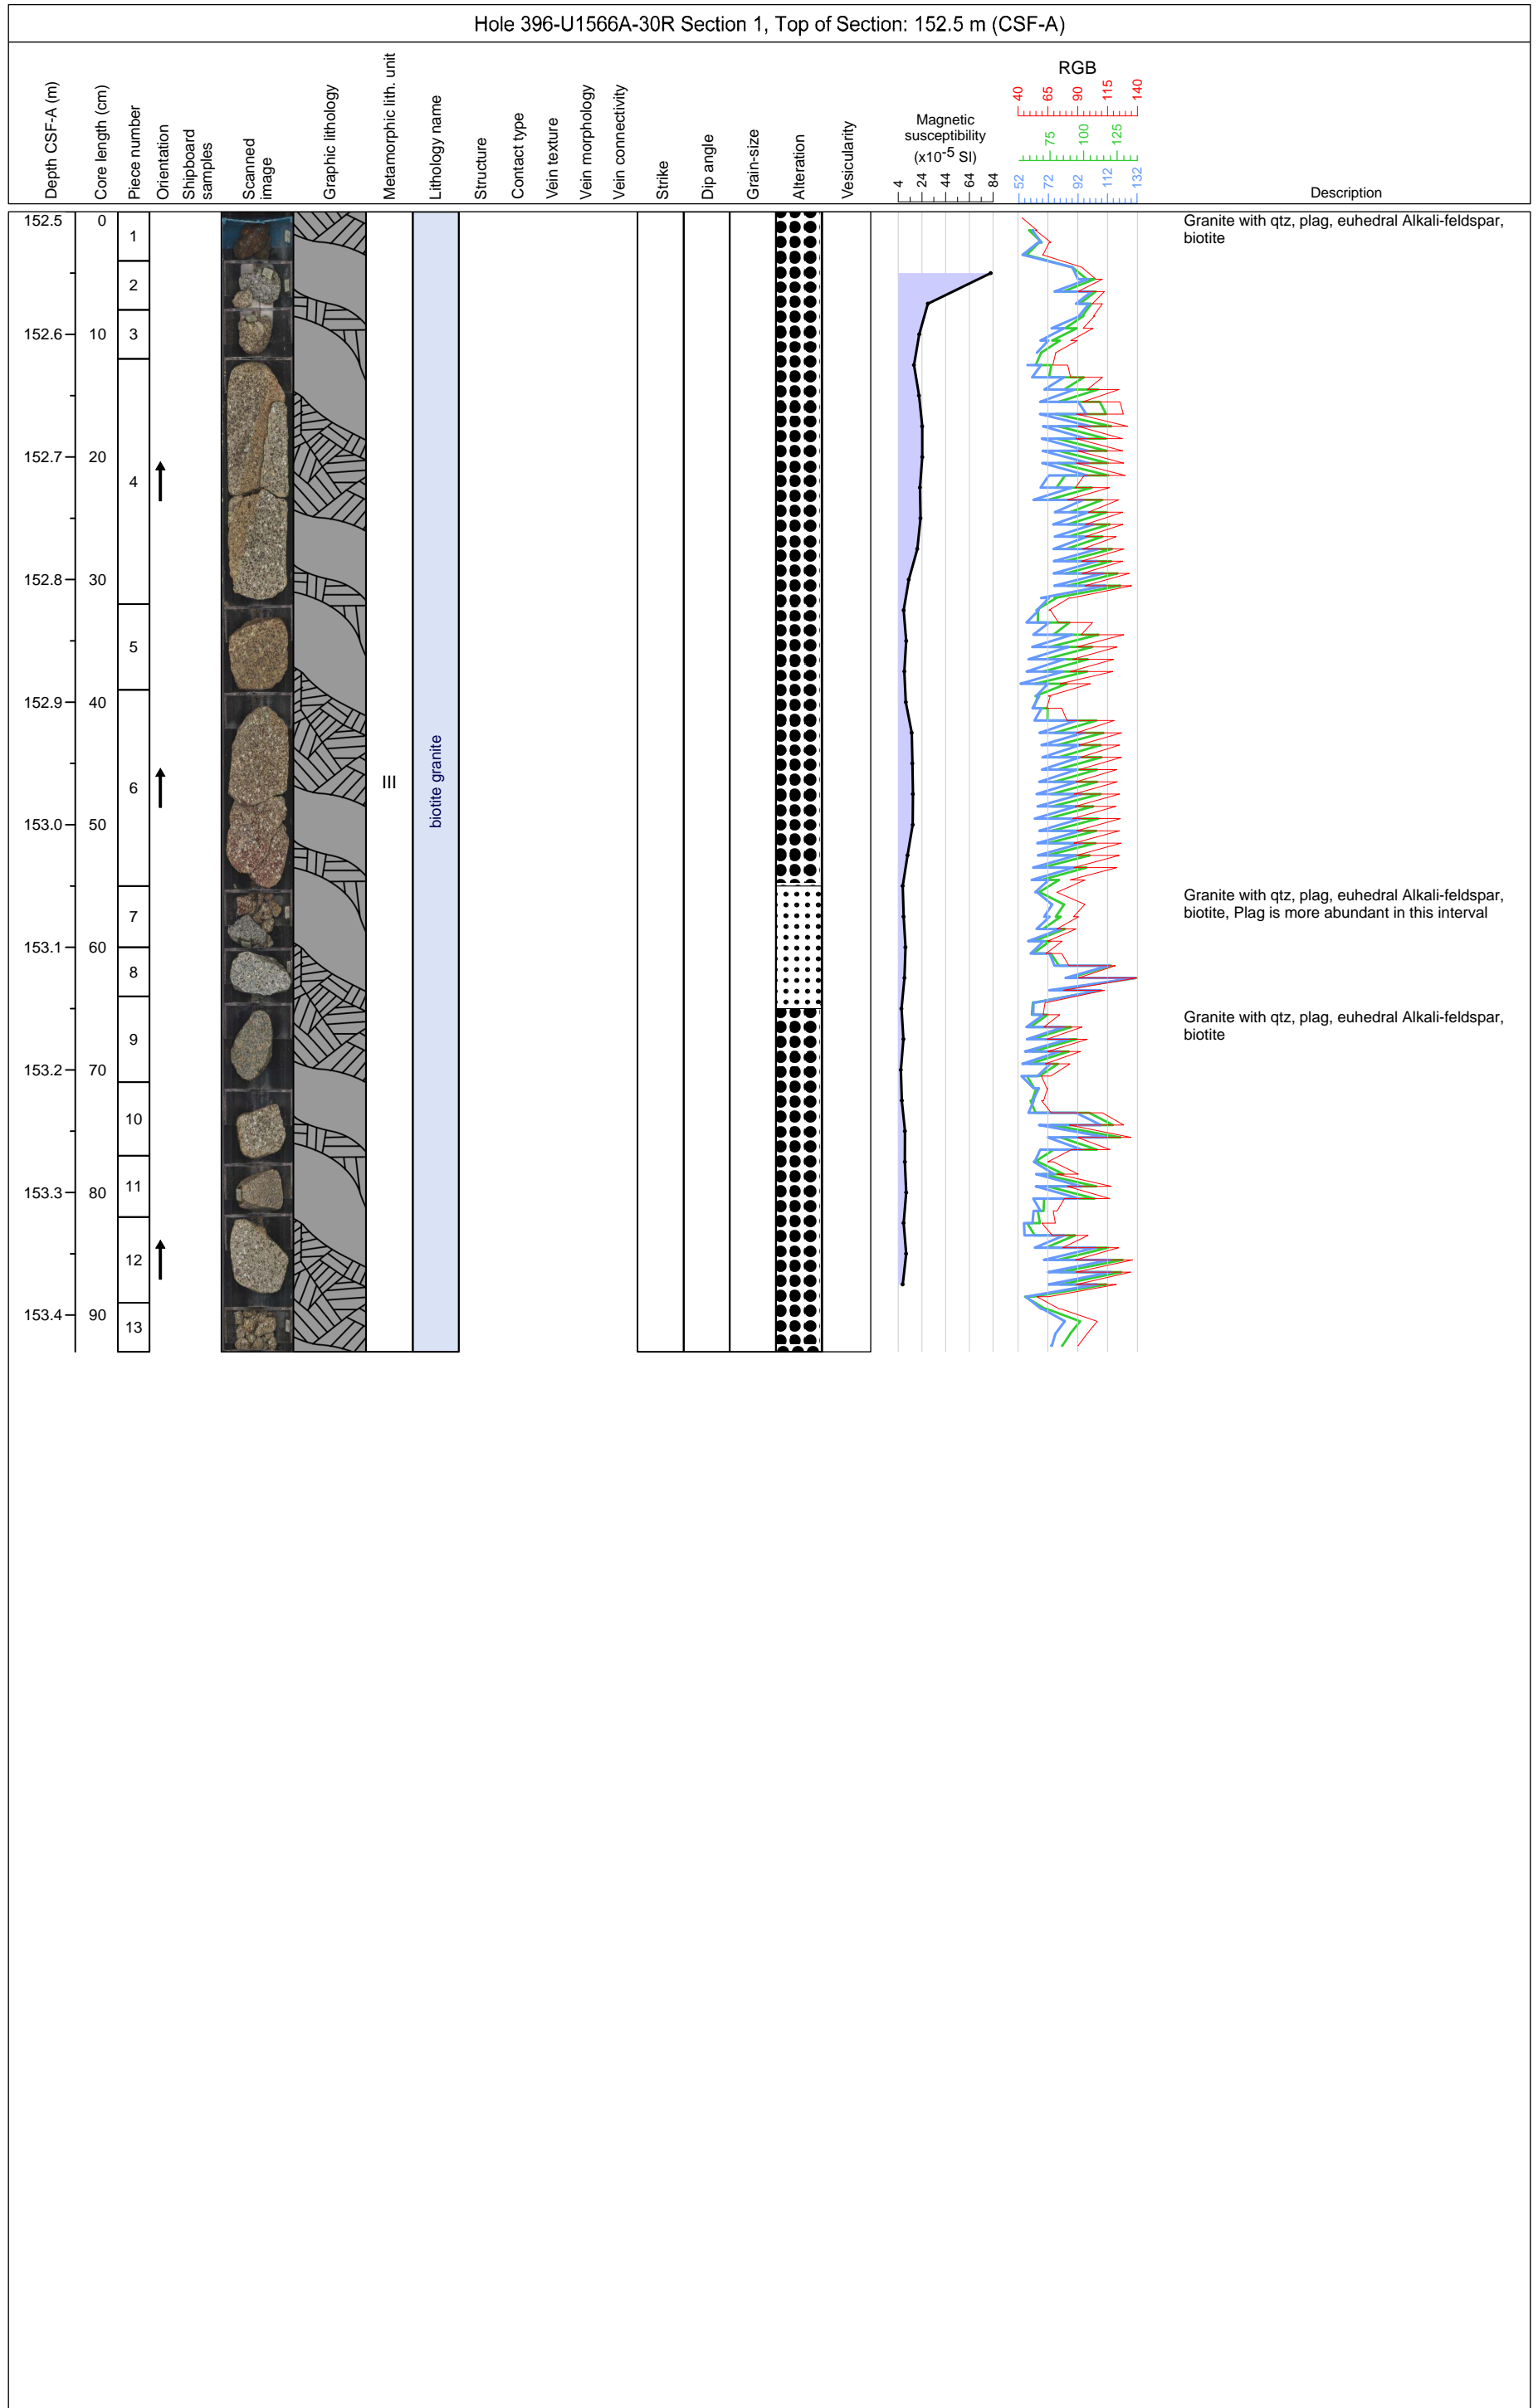 Hole 396-U1566A-30R Section 1, Top of Section: 152.5 m (CSF-A)
Depth CSF-A (m)
Core length (cm)
Piece number
Orientation
Shipboard
samples
Scanned
image
Graphic lithology
Metamorphic lith. unit
Lithology name
Structure
Contact type
Vein texture
Vein morphology
Vein connectivity
Strike
Dip angle
Grain-size
Alteration
Vesicularity
Magnetic
susceptibility
(x10-5 SI)
4 24 44 64 84
RGB
40 65 90 115 140
75 100 125
52 72 92 112 132
Description
152.5 0
1
Granite with qtz, plag, euhedral Alkali-feldspar,
biotite
2
152.6 10 3
152.7 20
4
152.8 30
5
152.9 40
6
III
biotite granite
153.0 50
Granite with qtz, plag, euhedral Alkali-feldspar,
biotite, Plag is more abundant in this interval
7
153.1 60
8
Granite with qtz, plag, euhedral Alkali-feldspar,
biotite
9
153.2 70
10
11
153.3 80
12
153.4 90
13